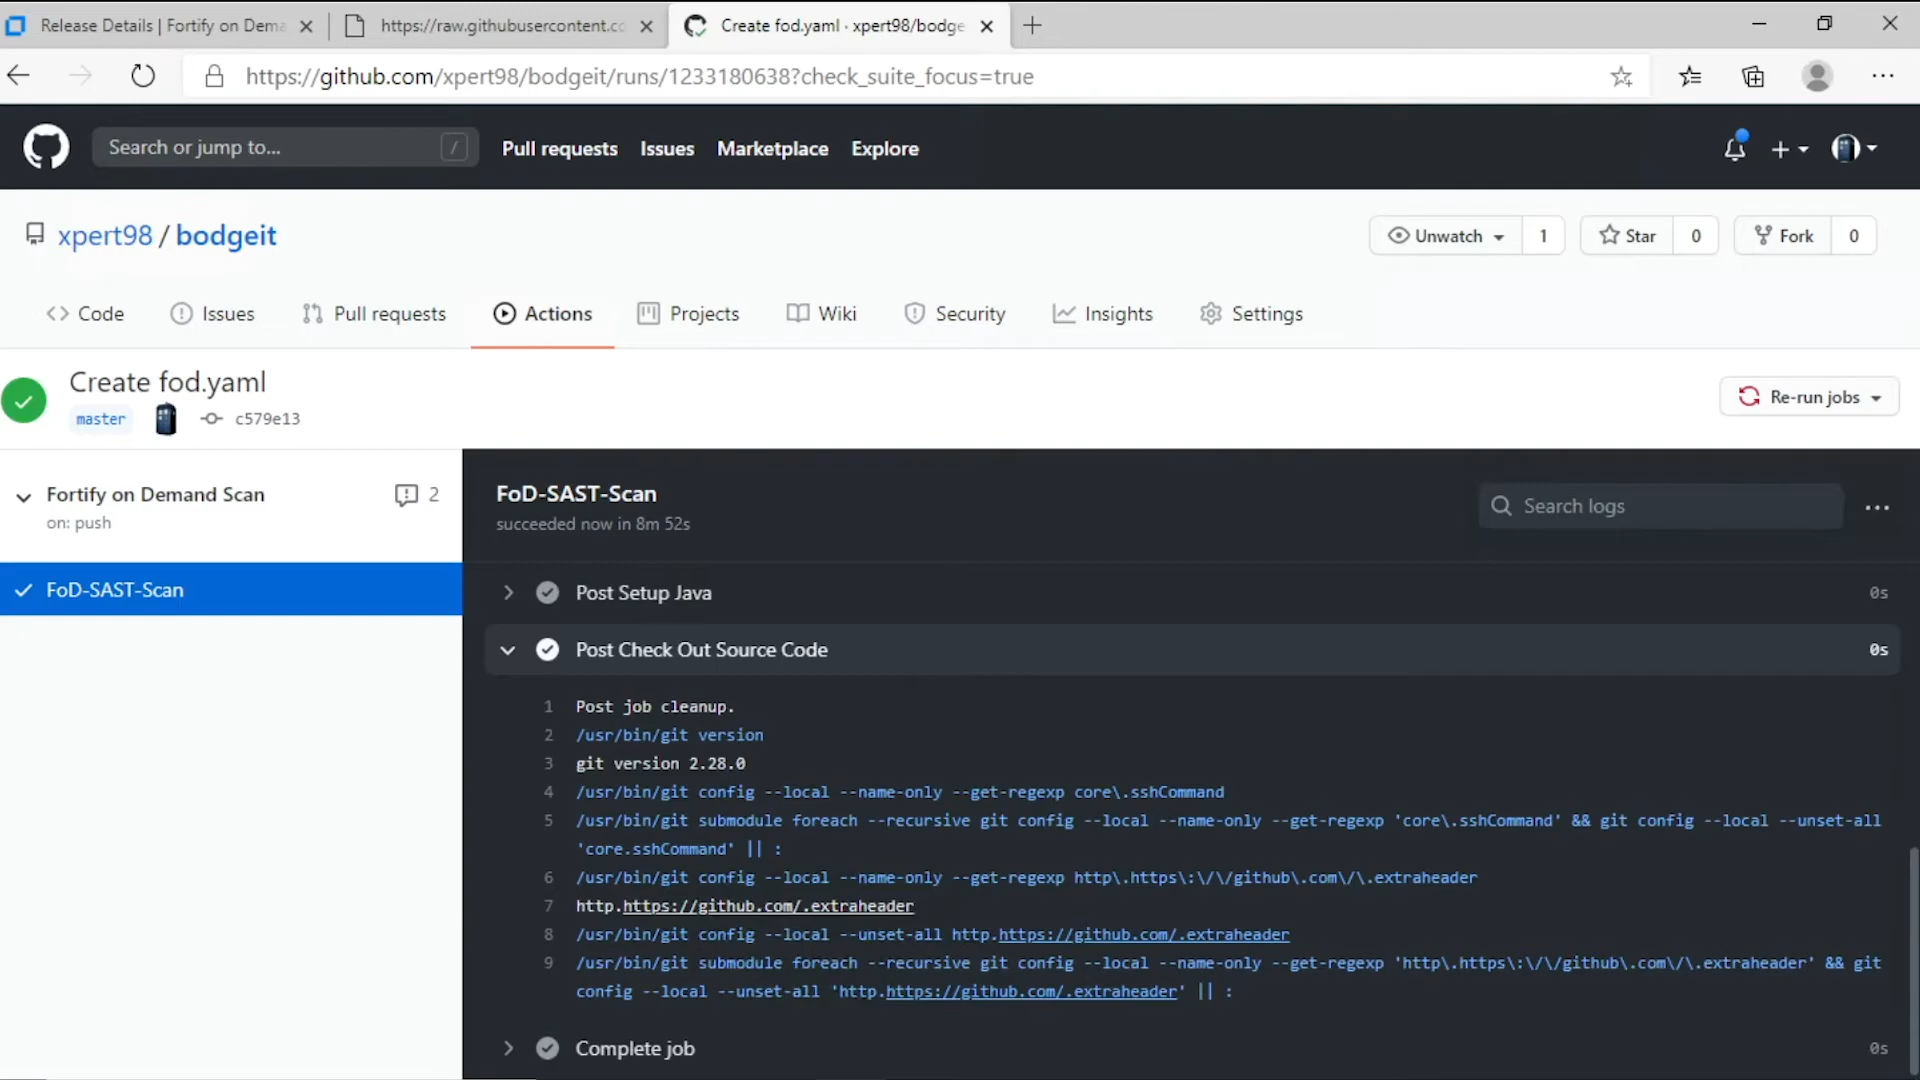 Release Details | Fortify on Dema
https://raw.githubusercontent.co
Create fod.yaml · xpert98/bodge
https://github.com/xpert98/bodgeit/runs/1233180638?check_suite_focus=true
Search or jump to... /
Pull requests Issues Marketplace Explore
xpert98 / bodgeit
Unwatch 1 Star 0 Fork 0
Code Issues Pull requests Actions Projects Wiki Security Insights Settings
Create fod.yaml
master c579e13
Re-run jobs
Fortify on Demand Scan 2
on: push
FoD-SAST-Scan
FoD-SAST-Scan
succeeded now in 8m 52s
Search logs
Post Setup Java 0s
Post Check Out Source Code 0s
1 Post job cleanup.
2 /usr/bin/git version
3 git version 2.28.0
4 /usr/bin/git config --local --name-only --get-regexp core\.sshCommand
5 /usr/bin/git submodule foreach --recursive git config --local --name-only --get-regexp 'core\.sshCommand' && git config --local --unset-all
'core.sshCommand' || :
6 /usr/bin/git config --local --name-only --get-regexp http\.https\:\/\/github\.com\/\.extraheader
7 http.https://github.com/.extraheader
8 /usr/bin/git config --local --unset-all http.https://github.com/.extraheader
9 /usr/bin/git submodule foreach --recursive git config --local --name-only --get-regexp 'http\.https\:\/\/github\.com\/\.extraheader' && git
config --local --unset-all 'http.https://github.com/.extraheader' || :
Complete job 0s